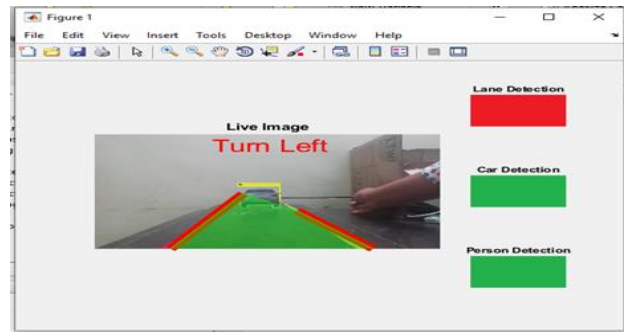 Figure 1
File Edit View Insert Tools Desktop Window Help
Lane Detection
Live Image
Turn Left
Car Detection
Person Detection